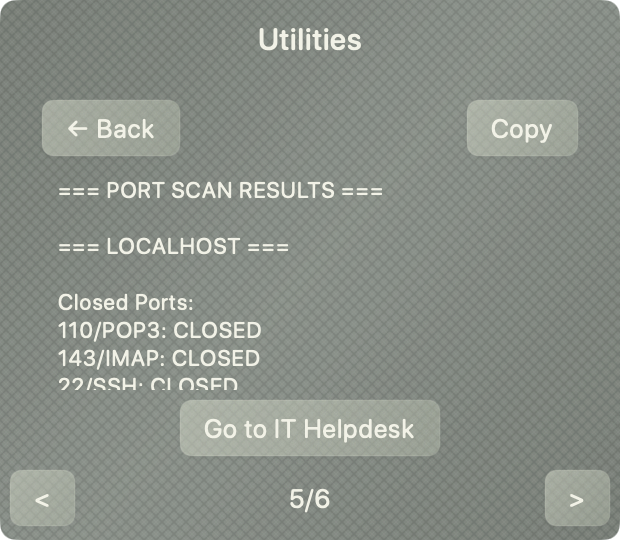 Utilities
← Back
Copy
=== PORT SCAN RESULTS ===
=== LOCALHOST ===
Closed Ports:
110/POP3: CLOSED
143/IMAP: CLOSED
22/SSH: CLOSED
Go to IT Helpdesk
<
5/6
>